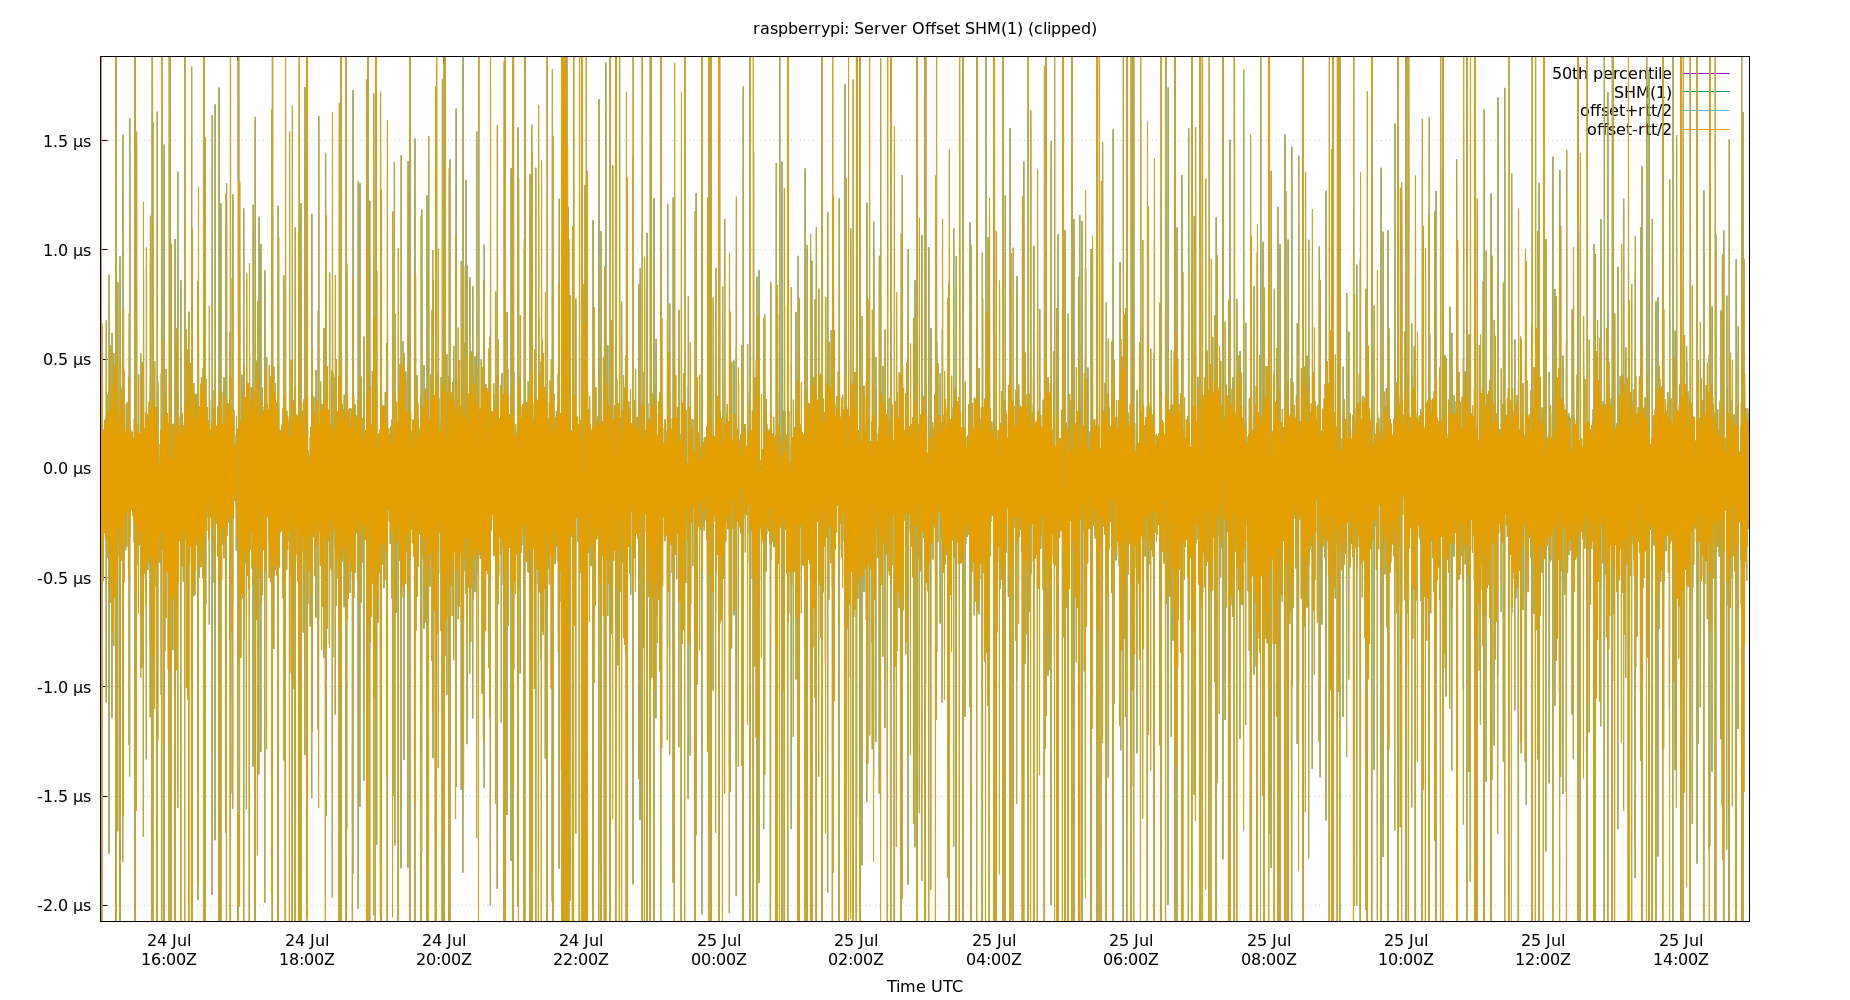 raspberrypi: Server Offset SHM(1) (clipped)
50th percentile
SHM(1)
offset+rtt/2
offset-rtt/2
1.5 µs
1.0 µs
0.5 µs
0.0 µs
-0.5 µs
-1.0 µs
-1.5 µs
-2.0 µs
24 Jul 24 Jul 24 Jul 24 Jul 25 Jul 25 Jul 25 Jul 25 Jul 25 Jul 25 Jul 25 Jul 25 Jul
16:00Z 18:00Z 20:00Z 22:00Z 00:00Z 02:00Z 04:00Z 06:00Z 08:00Z 10:00Z 12:00Z 14:00Z
Time UTC